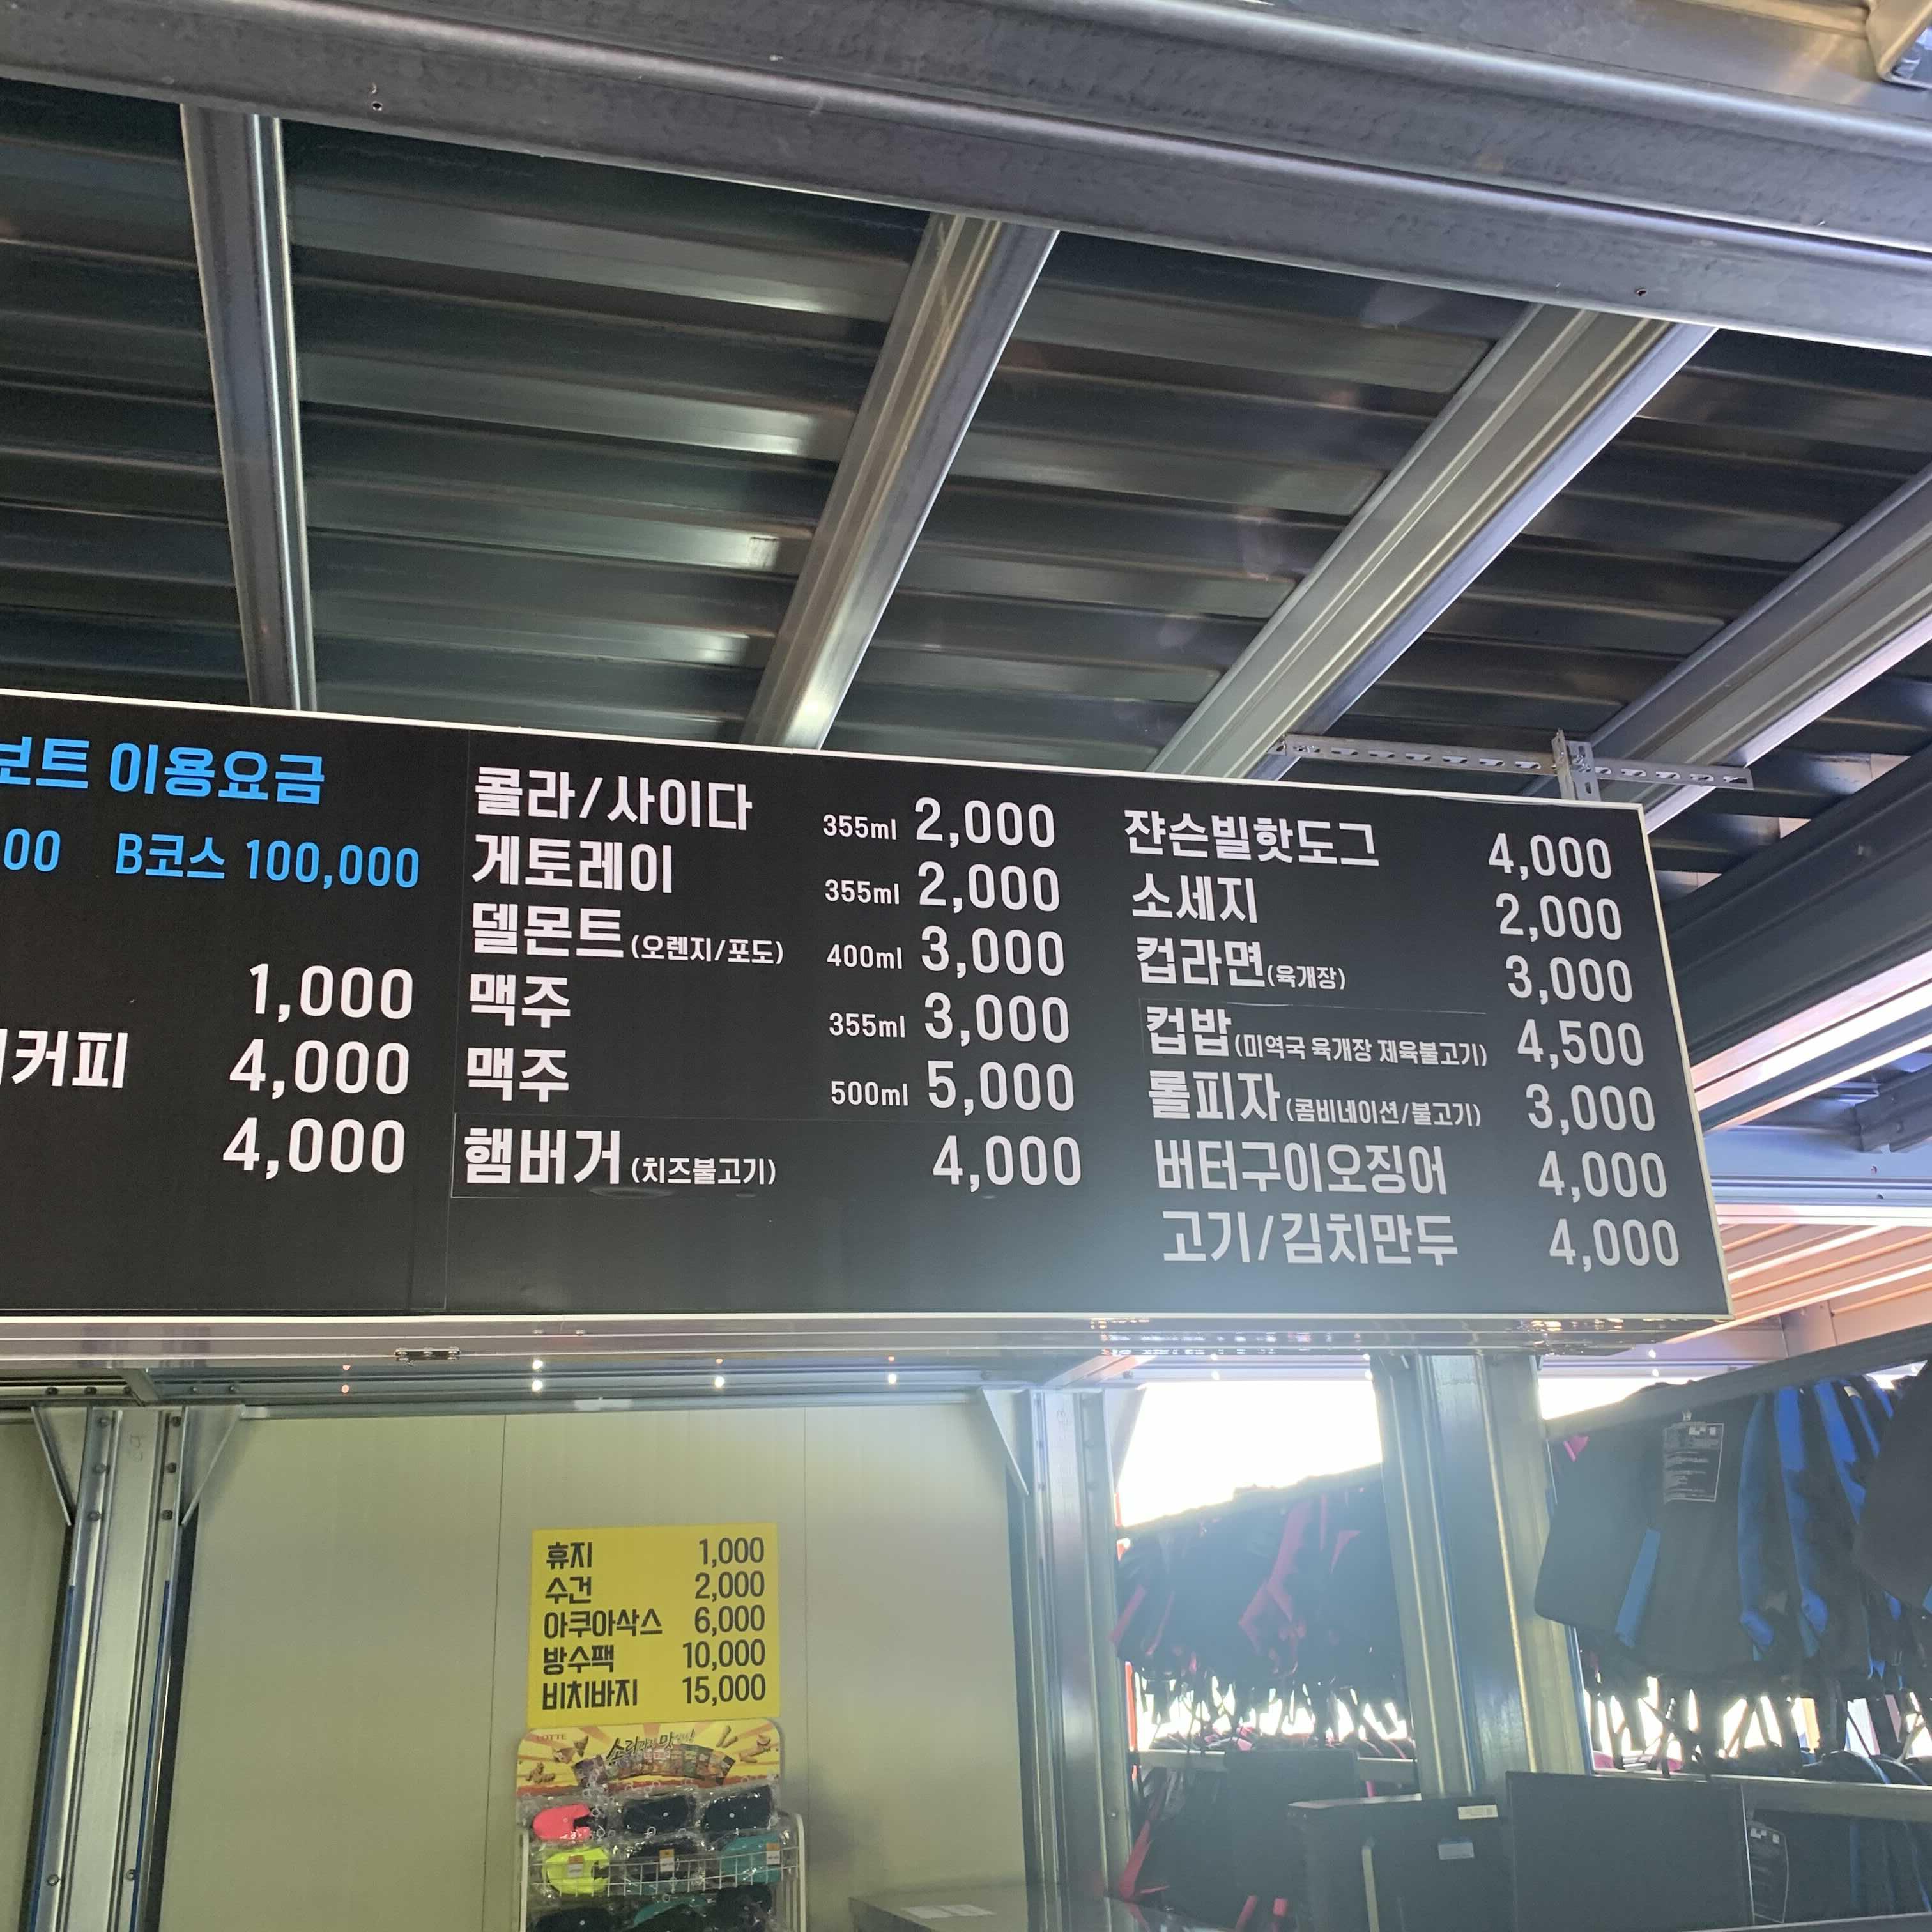 보트 이용요금
00 B코스 100,000
1,000
커피 4,000
4,000
콜라/사이다 355ml 2,000
게토레이 355ml 2,000
델몬트(오렌지/포도) 400ml 3,000
맥주 355ml 3,000
맥주 500ml 5,000
햄버거(치즈불고기) 4,000
쟌슨빌핫도그 4,000
소세지 2,000
컵라면(육개장) 3,000
컵밥(미역국 육개장 제육불고기) 4,500
롤피자(콤비네이션/불고기) 3,000
버터구이오징어 4,000
고기/김치만두 4,000
휴지 1,000
수건 2,000
아쿠아삭스 6,000
방수팩 10,000
비치바지 15,000
LOTTE